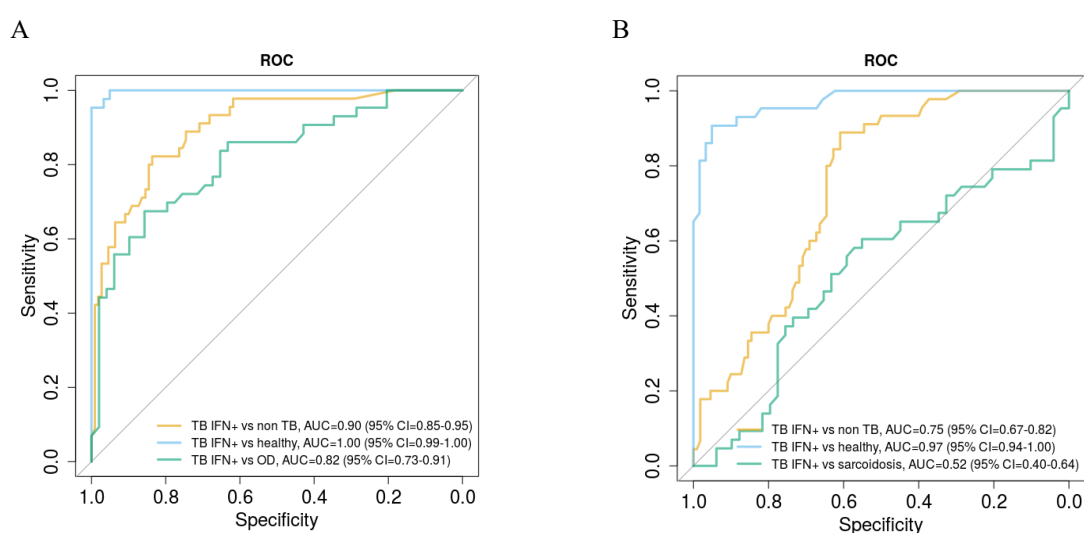 A
B
ROC
1.0
0.8
0.6
0.4
0.2
0.0
Sensitivity
TB IFN+ vs non TB, AUC=0.90 (95% CI=0.85-0.95)
TB IFN+ vs healthy, AUC=1.00 (95% CI=0.99-1.00)
TB IFN+ vs OD, AUC=0.82 (95% CI=0.73-0.91)
1.0 0.8 0.6 0.4 0.2 0.0
Specificity
ROC
1.0
0.8
0.6
0.4
0.2
0.0
Sensitivity
TB IFN+ vs non TB, AUC=0.75 (95% CI=0.67-0.82)
TB IFN+ vs healthy, AUC=0.97 (95% CI=0.94-1.00)
TB IFN+ vs sarcoidosis, AUC=0.52 (95% CI=0.40-0.64)
1.0 0.8 0.6 0.4 0.2 0.0
Specificity